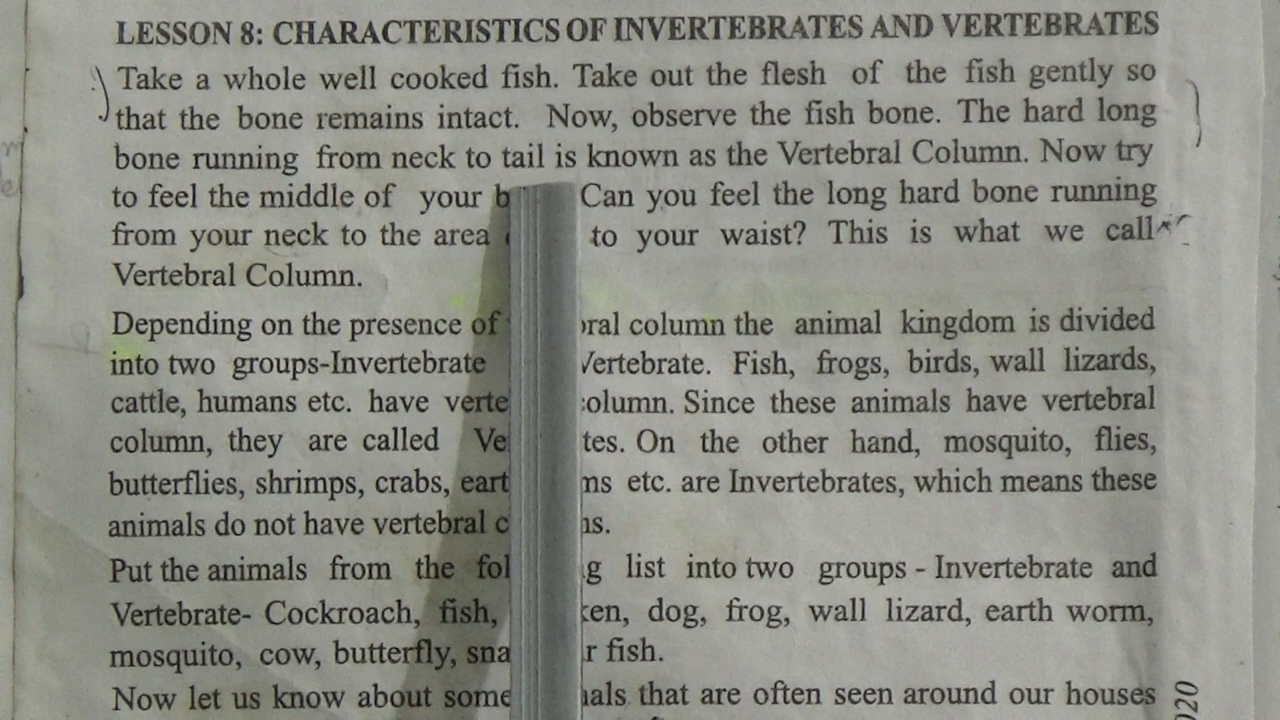 LESSON 8: CHARACTERISTICS OF INVERTEBRATES AND VERTEBRATES
Take a whole well cooked fish. Take out the flesh of the fish gently so
that the bone remains intact. Now, observe the fish bone. The hard long
bone running from neck to tail is known as the Vertebral Column. Now try
to feel the middle of your Can you feel the long hard bone running
from your neck to the area to your waist? This is what we call
Vertebral Column.
Depending on the presence of column the animal kingdom is divided
into two groups-Invertebrate Vertebrate. Fish, frogs, birds, wall lizards,
cattle, humans etc. have column. Since these animals have vertebral
column, they are called On the other hand, mosquito, flies,
butterflies, shrimps, crabs, etc. are Invertebrates, which means these
animals do not have vertebral
Put the animals from the list into two groups - Invertebrate and
Vertebrate- Cockroach, fish, dog, frog, wall lizard, earth worm,
mosquito, cow, butterfly, fish.
Now let us know about some that are often seen around our houses